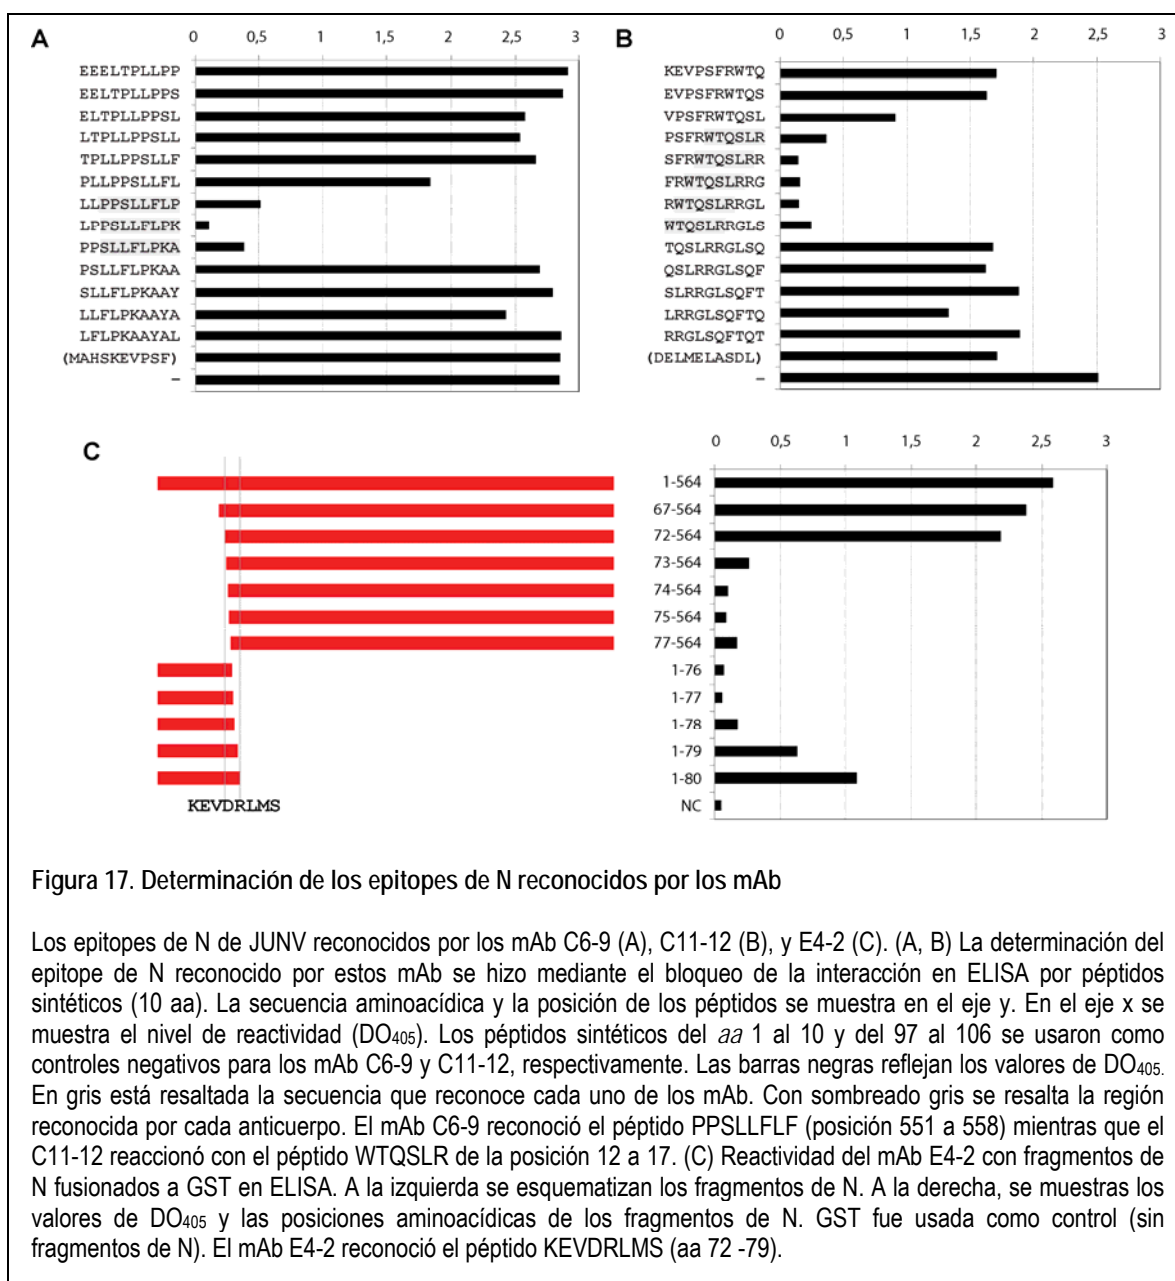 A
0 0,5 1 1,5 2 2,5 3
EEELTPLLPP
EELTPLLPPS
ELTPLLPPSL
LTPLLPPSLL
TPLLPPSLLF
PLLPPSLLFL
LLPPSLLFLP
LPPSLLFLPK
PPSLLFLPKA
PSLLFLPKAA
SLLFLPKAAY
LLFLPKAAYA
LFLPKAAYAL
(MAHSKEVPSF)
–
B
0 0,5 1 1,5 2 2,5 3
KEVPSFRWTQ
EVPSFRWTQS
VPSFRWTQSL
PSFRWTQSLR
SFRWTQSLRR
FRWTQSLRRG
RWTQSLRRGL
WTQSLRRGLS
TQSLRRGLSQ
QSLRRGLSQF
SLRRGLSQFT
LRRGLSQFTQ
RRGLSQFTQT
(DELMELASDL)
–
C
KEVDRLMS
0 0,5 1 1,5 2 2,5 3
1-564
67-564
72-564
73-564
74-564
75-564
77-564
1-76
1-77
1-78
1-79
1-80
NC
Figura 17. Determinación de los epitopes de N reconocidos por los mAb
Los epitopes de N de JUNV reconocidos por los mAb C6-9 (A), C11-12 (B), y E4-2 (C). (A, B) La determinación del
epitope de N reconocido por estos mAb se hizo mediante el bloqueo de la interacción en ELISA por péptidos
sintéticos (10 aa). La secuencia aminoacídica y la posición de los péptidos se muestra en el eje y. En el eje x se
muestra el nivel de reactividad (DO405). Los péptidos sintéticos del aa 1 al 10 y del 97 al 106 se usaron como
controles negativos para los mAb C6-9 y C11-12, respectivamente. Las barras negras reflejan los valores de DO405.
En gris está resaltada la secuencia que reconoce cada uno de los mAb. Con sombreado gris se resalta la región
reconocida por cada anticuerpo. El mAb C6-9 reconoció el péptido PPSLLFLF (posición 551 a 558) mientras que el
C11-12 reaccionó con el péptido WTQSLR de la posición 12 a 17. (C) Reactividad del mAb E4-2 con fragmentos de
N fusionados a GST en ELISA. A la izquierda se esquematizan los fragmentos de N. A la derecha, se muestras los
valores de DO405 y las posiciones aminoacídicas de los fragmentos de N. GST fue usada como control (sin
fragmentos de N). El mAb E4-2 reconoció el péptido KEVDRLMS (aa 72 -79).